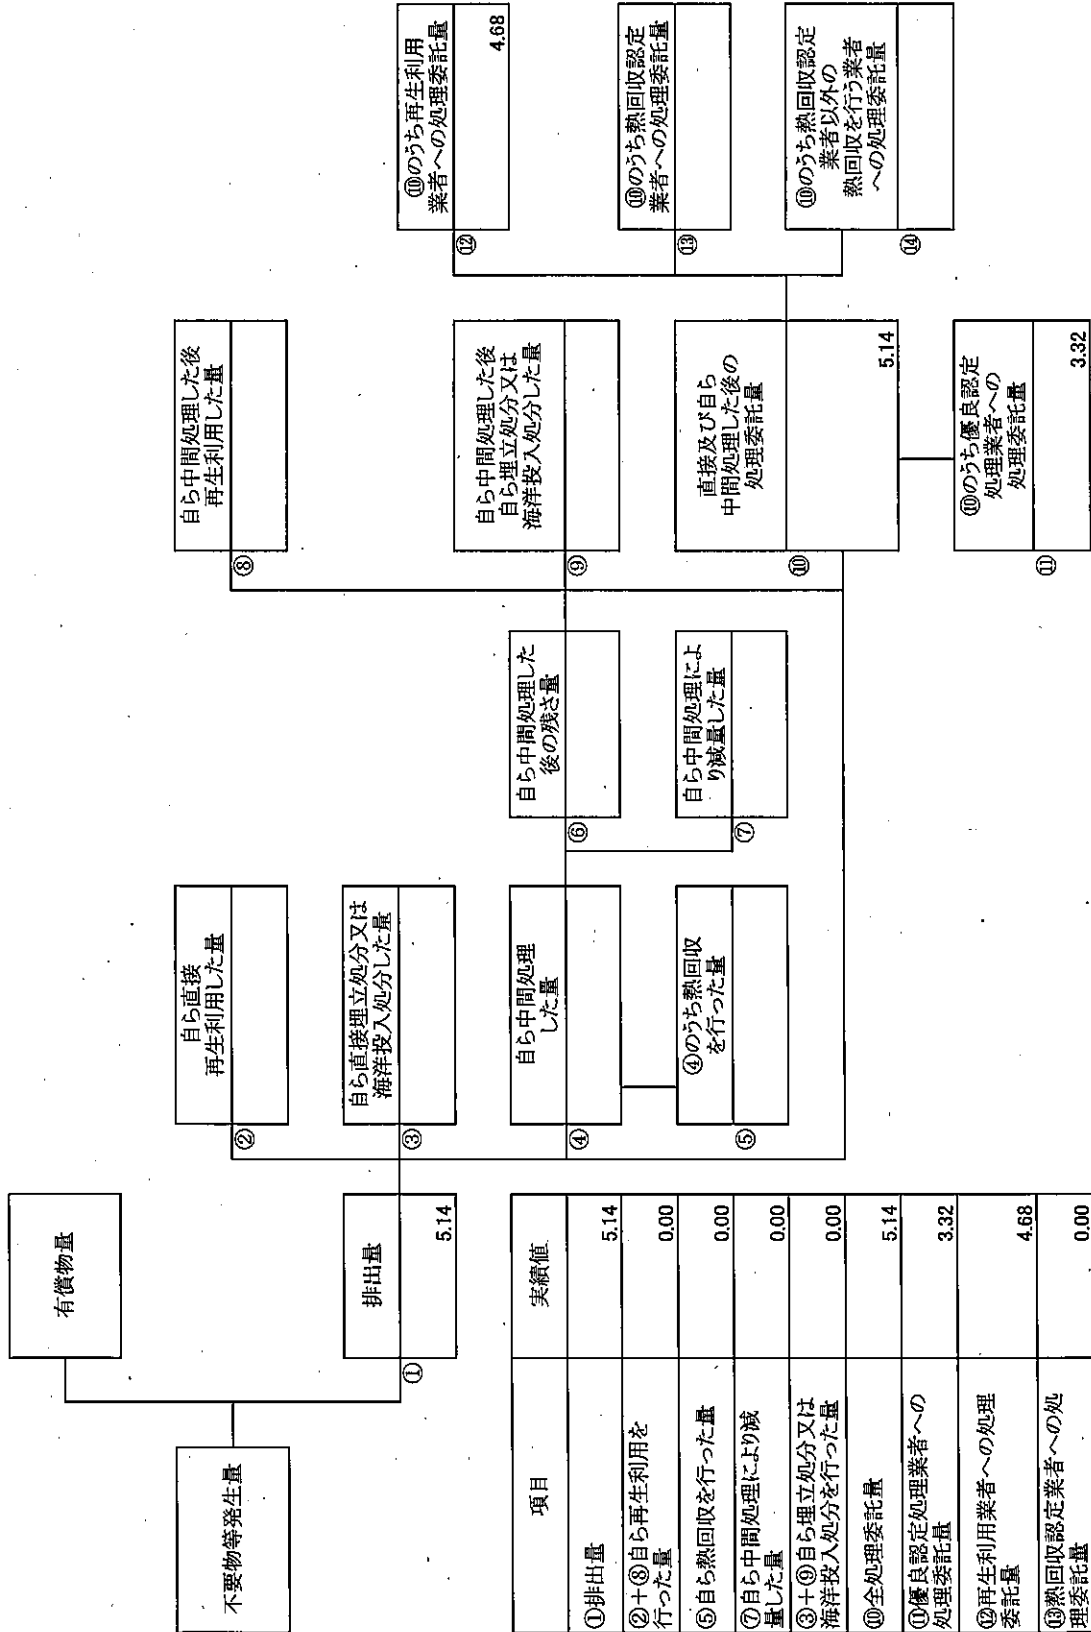 不要物等発生量
有償物量
排出量
①
5.14
自ら直接
再生利用した量
②
自ら直接埋立処分又は
海洋投入処分した量
③
自ら中間処理
した量
④
④のうち熱回収
を行った量
⑤
自ら中間処理した
後の残さ量
⑥
自ら中間処理によ
り減量した量
⑦
自ら中間処理した後
再生利用した量
⑧
自ら中間処理した後
自ら埋立処分又は
海洋投入処分した量
⑨
直接及び自ら
中間処理した後の
処理委託量
⑩
5.14
⑩のうち優良認定
処理業者への
処理委託量
⑪
3.32
⑩のうち再生利用
業者への処理委託量
⑫
4.68
⑩のうち熱回収認定
業者への処理委託量
⑬
⑩のうち熱回収認定
業者以外の
熱回収を行う業者
への処理委託量
⑭
項目 実績値
①排出量 5.14
②+⑧自ら再生利用を
行った量 0.00
⑤自ら熱回収を行った量 0.00
⑦自ら中間処理により減
量した量 0.00
③+⑨自ら埋立処分又は
海洋投入処分を行った量 0.00
⑩全処理委託量 5.14
⑪優良認定処理業者への
処理委託量 3.32
⑫再生利用業者への処理
委託量 4.68
⑬熱回収認定業者への処
理委託量 0.00